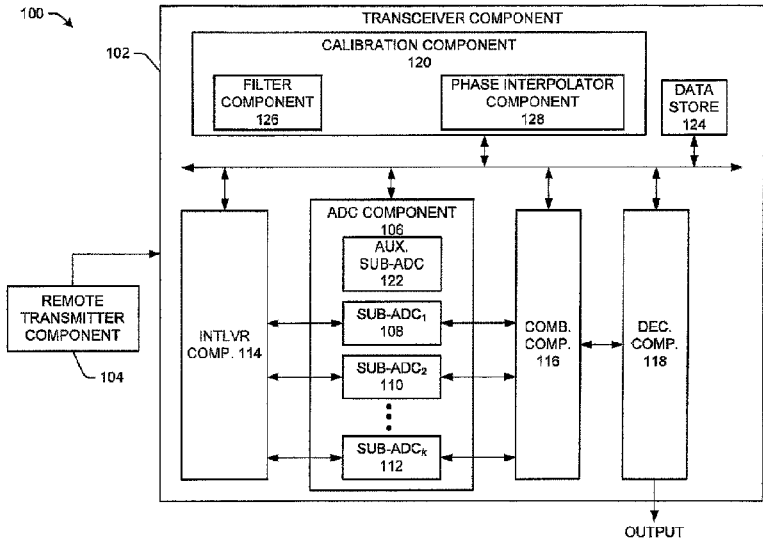 100
102
TRANSCEIVER COMPONENT
CALIBRATION COMPONENT
120
FILTER
COMPONENT
126
PHASE INTERPOLATOR
COMPONENT
128
DATA
STORE
124
ADC COMPONENT
106
AUX.
SUB-ADC
122
REMOTE
TRANSMITTER
COMPONENT
104
INTLVR
COMP. 114
SUB-ADC1
108
SUB-ADC2
110
SUB-ADCk
112
COMB.
COMP.
116
DEC.
COMP.
118
OUTPUT